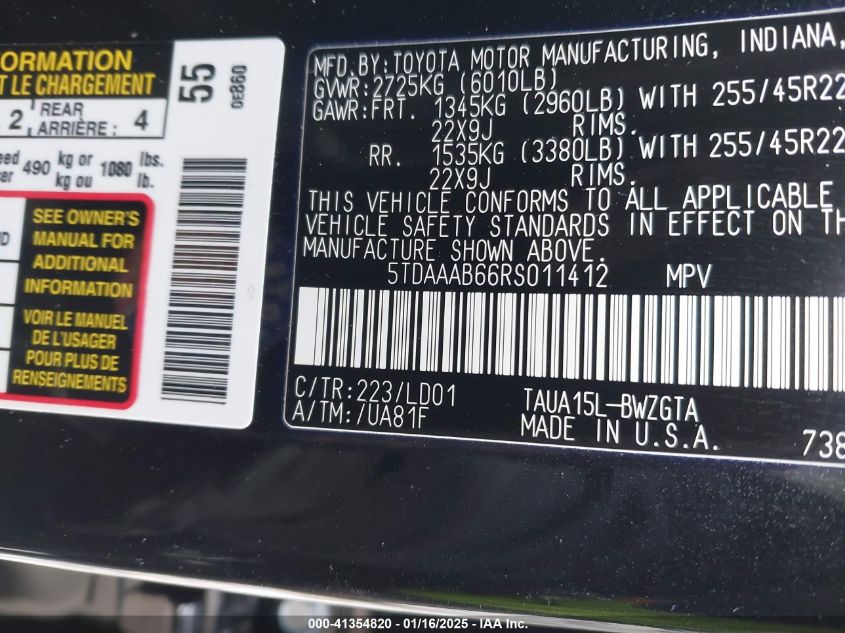 FORMATION
T LE CHARGEMENT
2 REAR ARRIÈRE : 4
490 kg or kg ou 1080 lbs. lb.
SEE OWNER'S
MANUAL FOR
ADDITIONAL
INFORMATION
VOIR LE MANUEL
DE L'USAGER
POUR PLUS DE
RENSEIGNEMENTS
55
0E860
MFD.BY:TOYOTA MOTOR MANUFACTURING, INDIANA,
GVWR:2725KG (6010LB)
GAWR:FRT. 1345KG (2960LB) WITH 255/45R22
22X9J RIMS.
RR. 1535KG (3380LB) WITH 255/45R22
22X9J RIMS.
THIS VEHICLE CONFORMS TO ALL APPLICABLE
VEHICLE SAFETY STANDARDS IN EFFECT ON TH
MANUFACTURE SHOWN ABOVE.
5TDAAAB66RS011412 MPV
C/TR:223/LD01 TAUA15L-BWZGTA
A/TM:/UA81F MADE IN U.S.A.
738
000-41354820 - 01/16/2025 - IAA Inc.